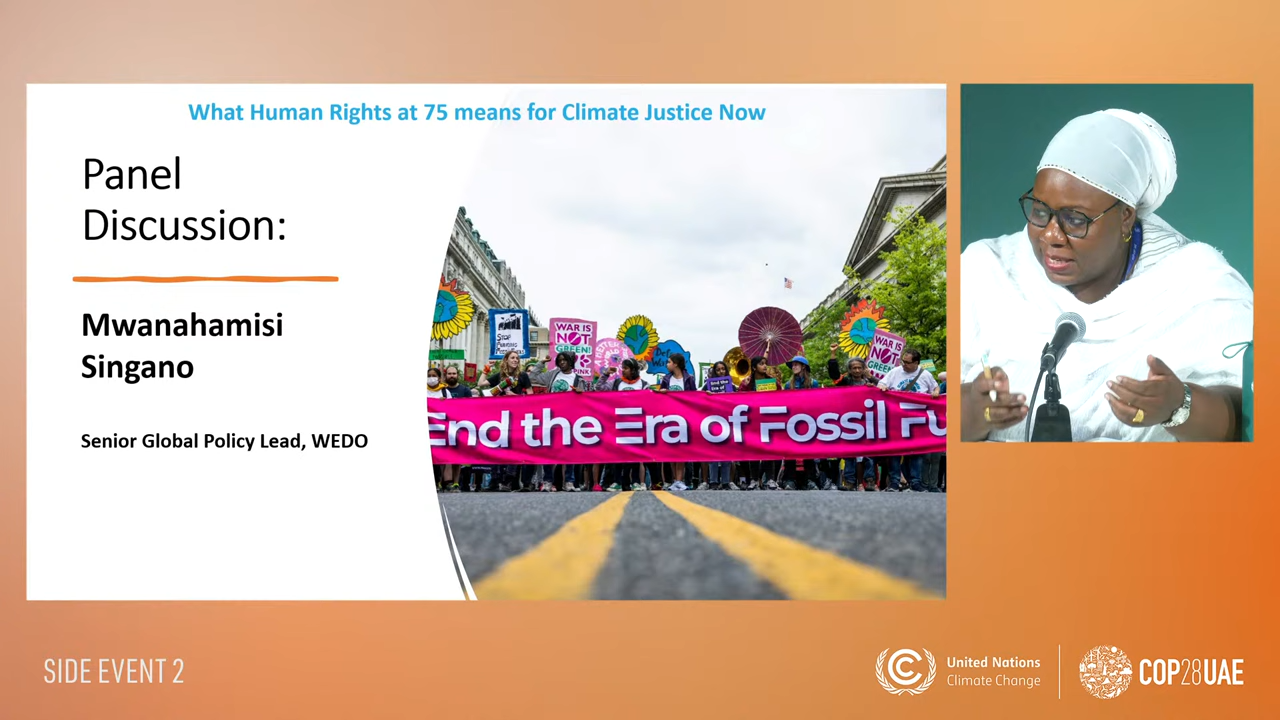 What Human Rights at 75 means for Climate Justice Now
Panel
Discussion:
Mwanahamisi
Singano
Senior Global Policy Lead, WEDO
WAR IS
NOT
GREEN!
WAR IS
NOT
GREEN
End the Era of Fossil Fu
SIDE EVENT 2
United Nations
Climate Change
COP28UAE